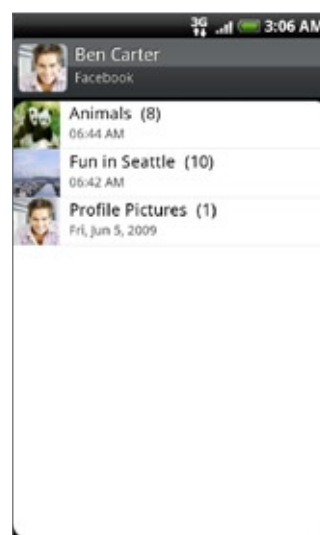 3G 3:06 AM
Ben Carter
Facebook
Animals (8)
06:44 AM
Fun in Seattle (10)
06:42 AM
Profile Pictures (1)
Fri, Jun 5, 2009